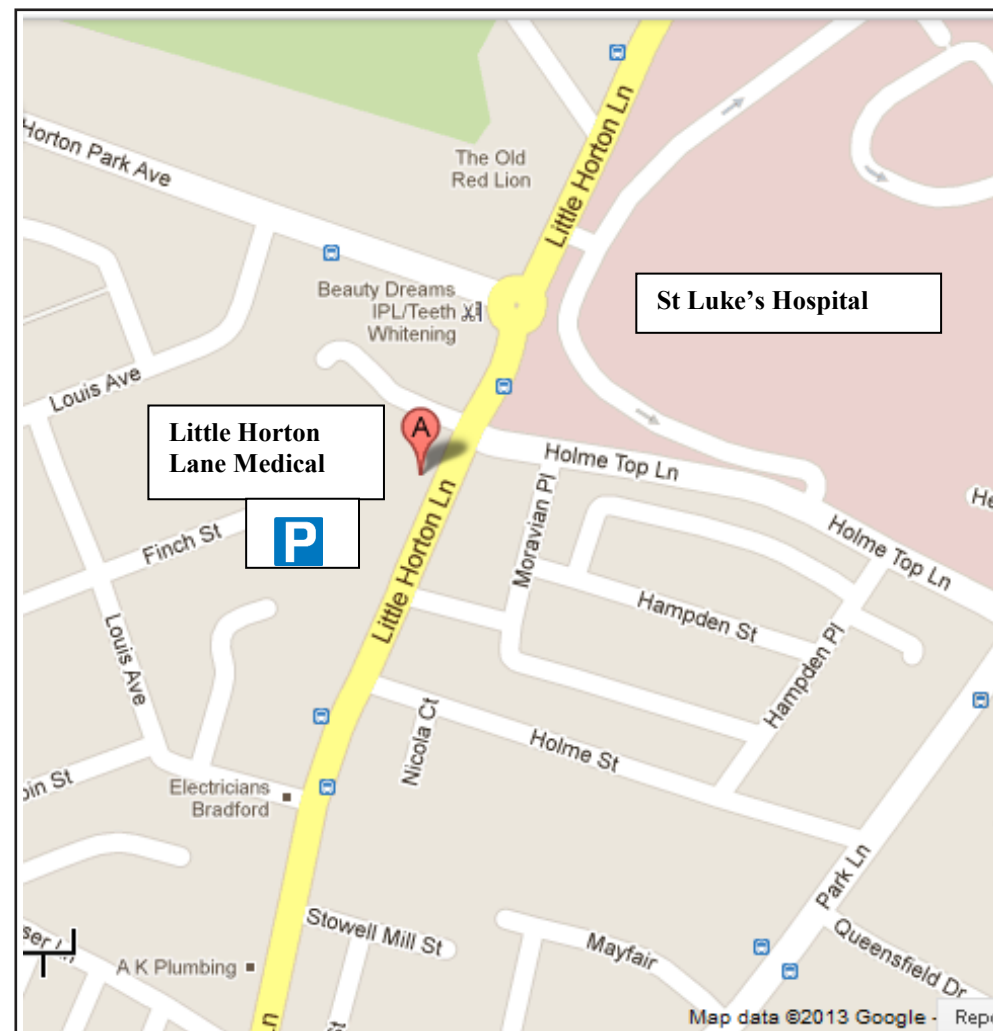 Little Horton Ln
Horton Park Ave
The Old
Red Lion
Little Horton Ln
Beauty Dreams
IPL/Teeth
Whitening
St Luke’s Hospital
Louis Ave
Little Horton
Lane Medical
A
P
Holme Top Ln
Moravian Pl
Finch St
Holme Top Ln
Hampden St
Hampden Pl
Louis Ave
Nicola Ct
Holme St
Electricians
Bradford
Park Ln
Stowell Mill St
Mayfair
Queensfield Dr
A K Plumbing
Ln
Map data ©2013 Google -